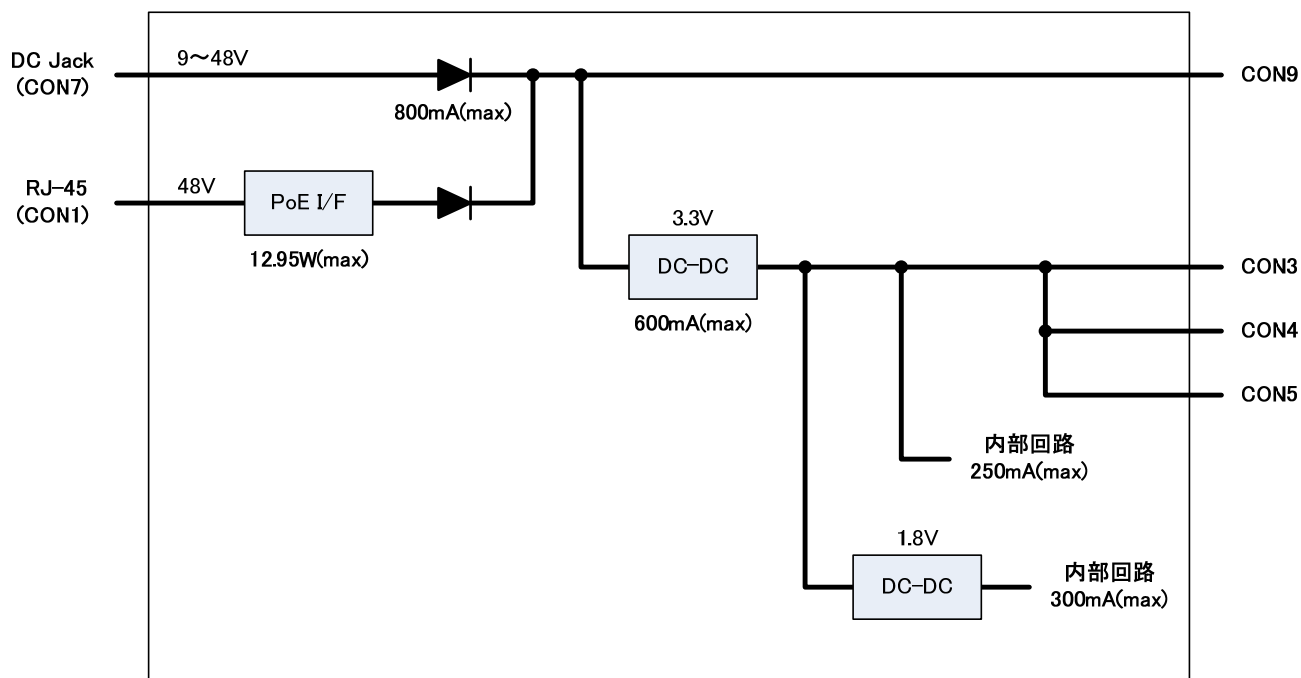 DC Jack
(CON7)
9～48V
800mA(max)
CON9
RJ-45
(CON1)
48V
PoE I/F
12.95W(max)
3.3V
DC-DC
600mA(max)
CON3
CON4
CON5
内部回路
250mA(max)
1.8V
DC-DC
内部回路
300mA(max)